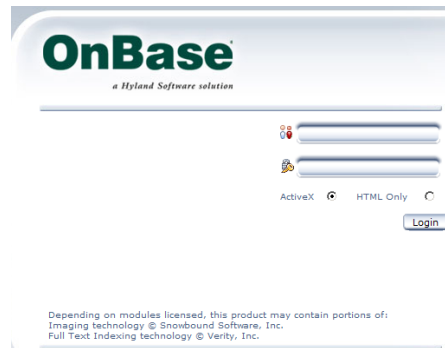 OnBase
a Hyland Software solution
ActiveX HTML Only
Login
Depending on modules licensed, this product may contain portions of:
Imaging technology © Snowbound Software, Inc.
Full Text Indexing technology © Verity, Inc.